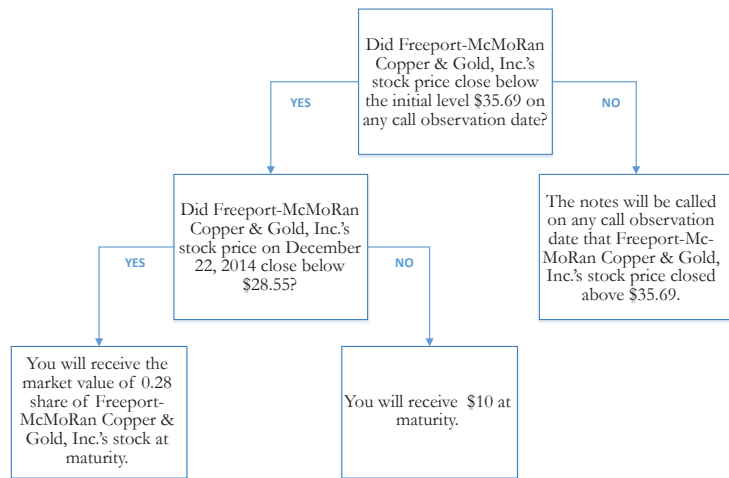 Did Freeport-McMoRan
Copper & Gold, Inc.'s
stock price close below
the initial level $35.69 on
any call observation date?
YES
NO
Did Freeport-McMoRan
Copper & Gold, Inc.'s
stock price on December
22, 2014 close below
$28.55?
The notes will be called
on any call observation
date that Freeport-Mc-
MoRan Copper & Gold,
Inc.'s stock price closed
above $35.69.
YES
NO
You will receive the
market value of 0.28
share of Freeport-
McMoRan Copper &
Gold, Inc.'s stock at
maturity.
You will receive $10 at
maturity.